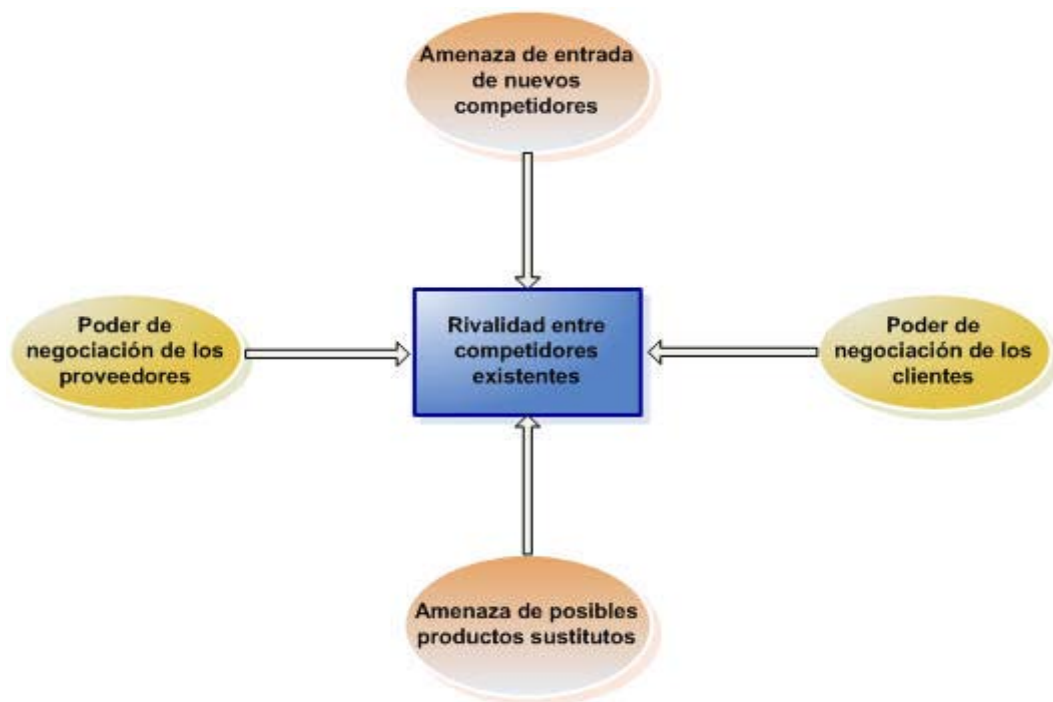 Amenaza de entrada
de nuevos
competidores
Poder de
negociación de los
proveedores
Rivalidad entre
competidores
existentes
Poder de
negociación de los
clientes
Amenaza de posibles
productos sustitutos